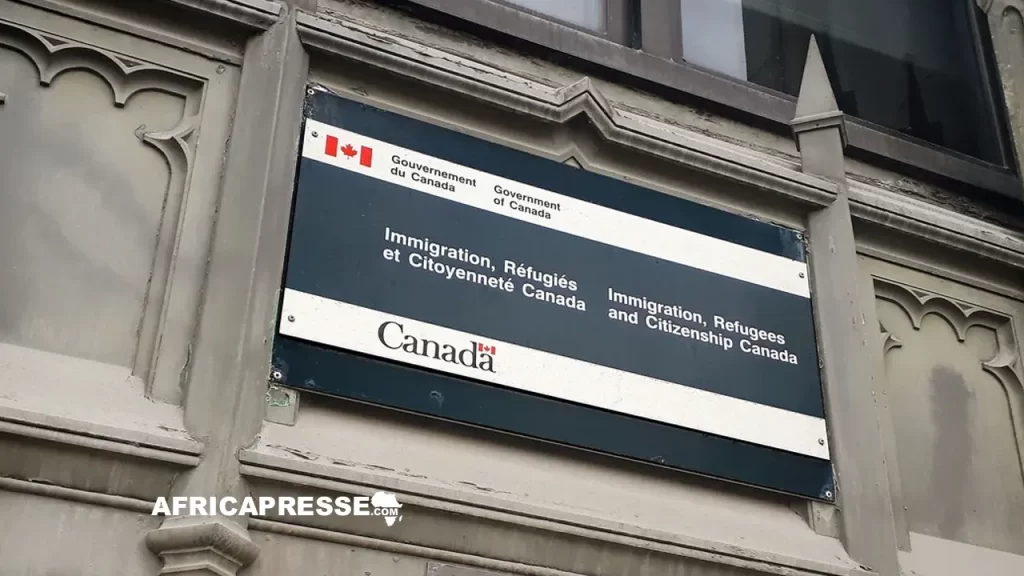 Gouvernement
du Canada
Government
of Canada
Immigration, Réfugiés
et Citoyenneté Canada
Immigration, Refugees
and Citizenship Canada
Canada
AFRICAPRESSE.COM